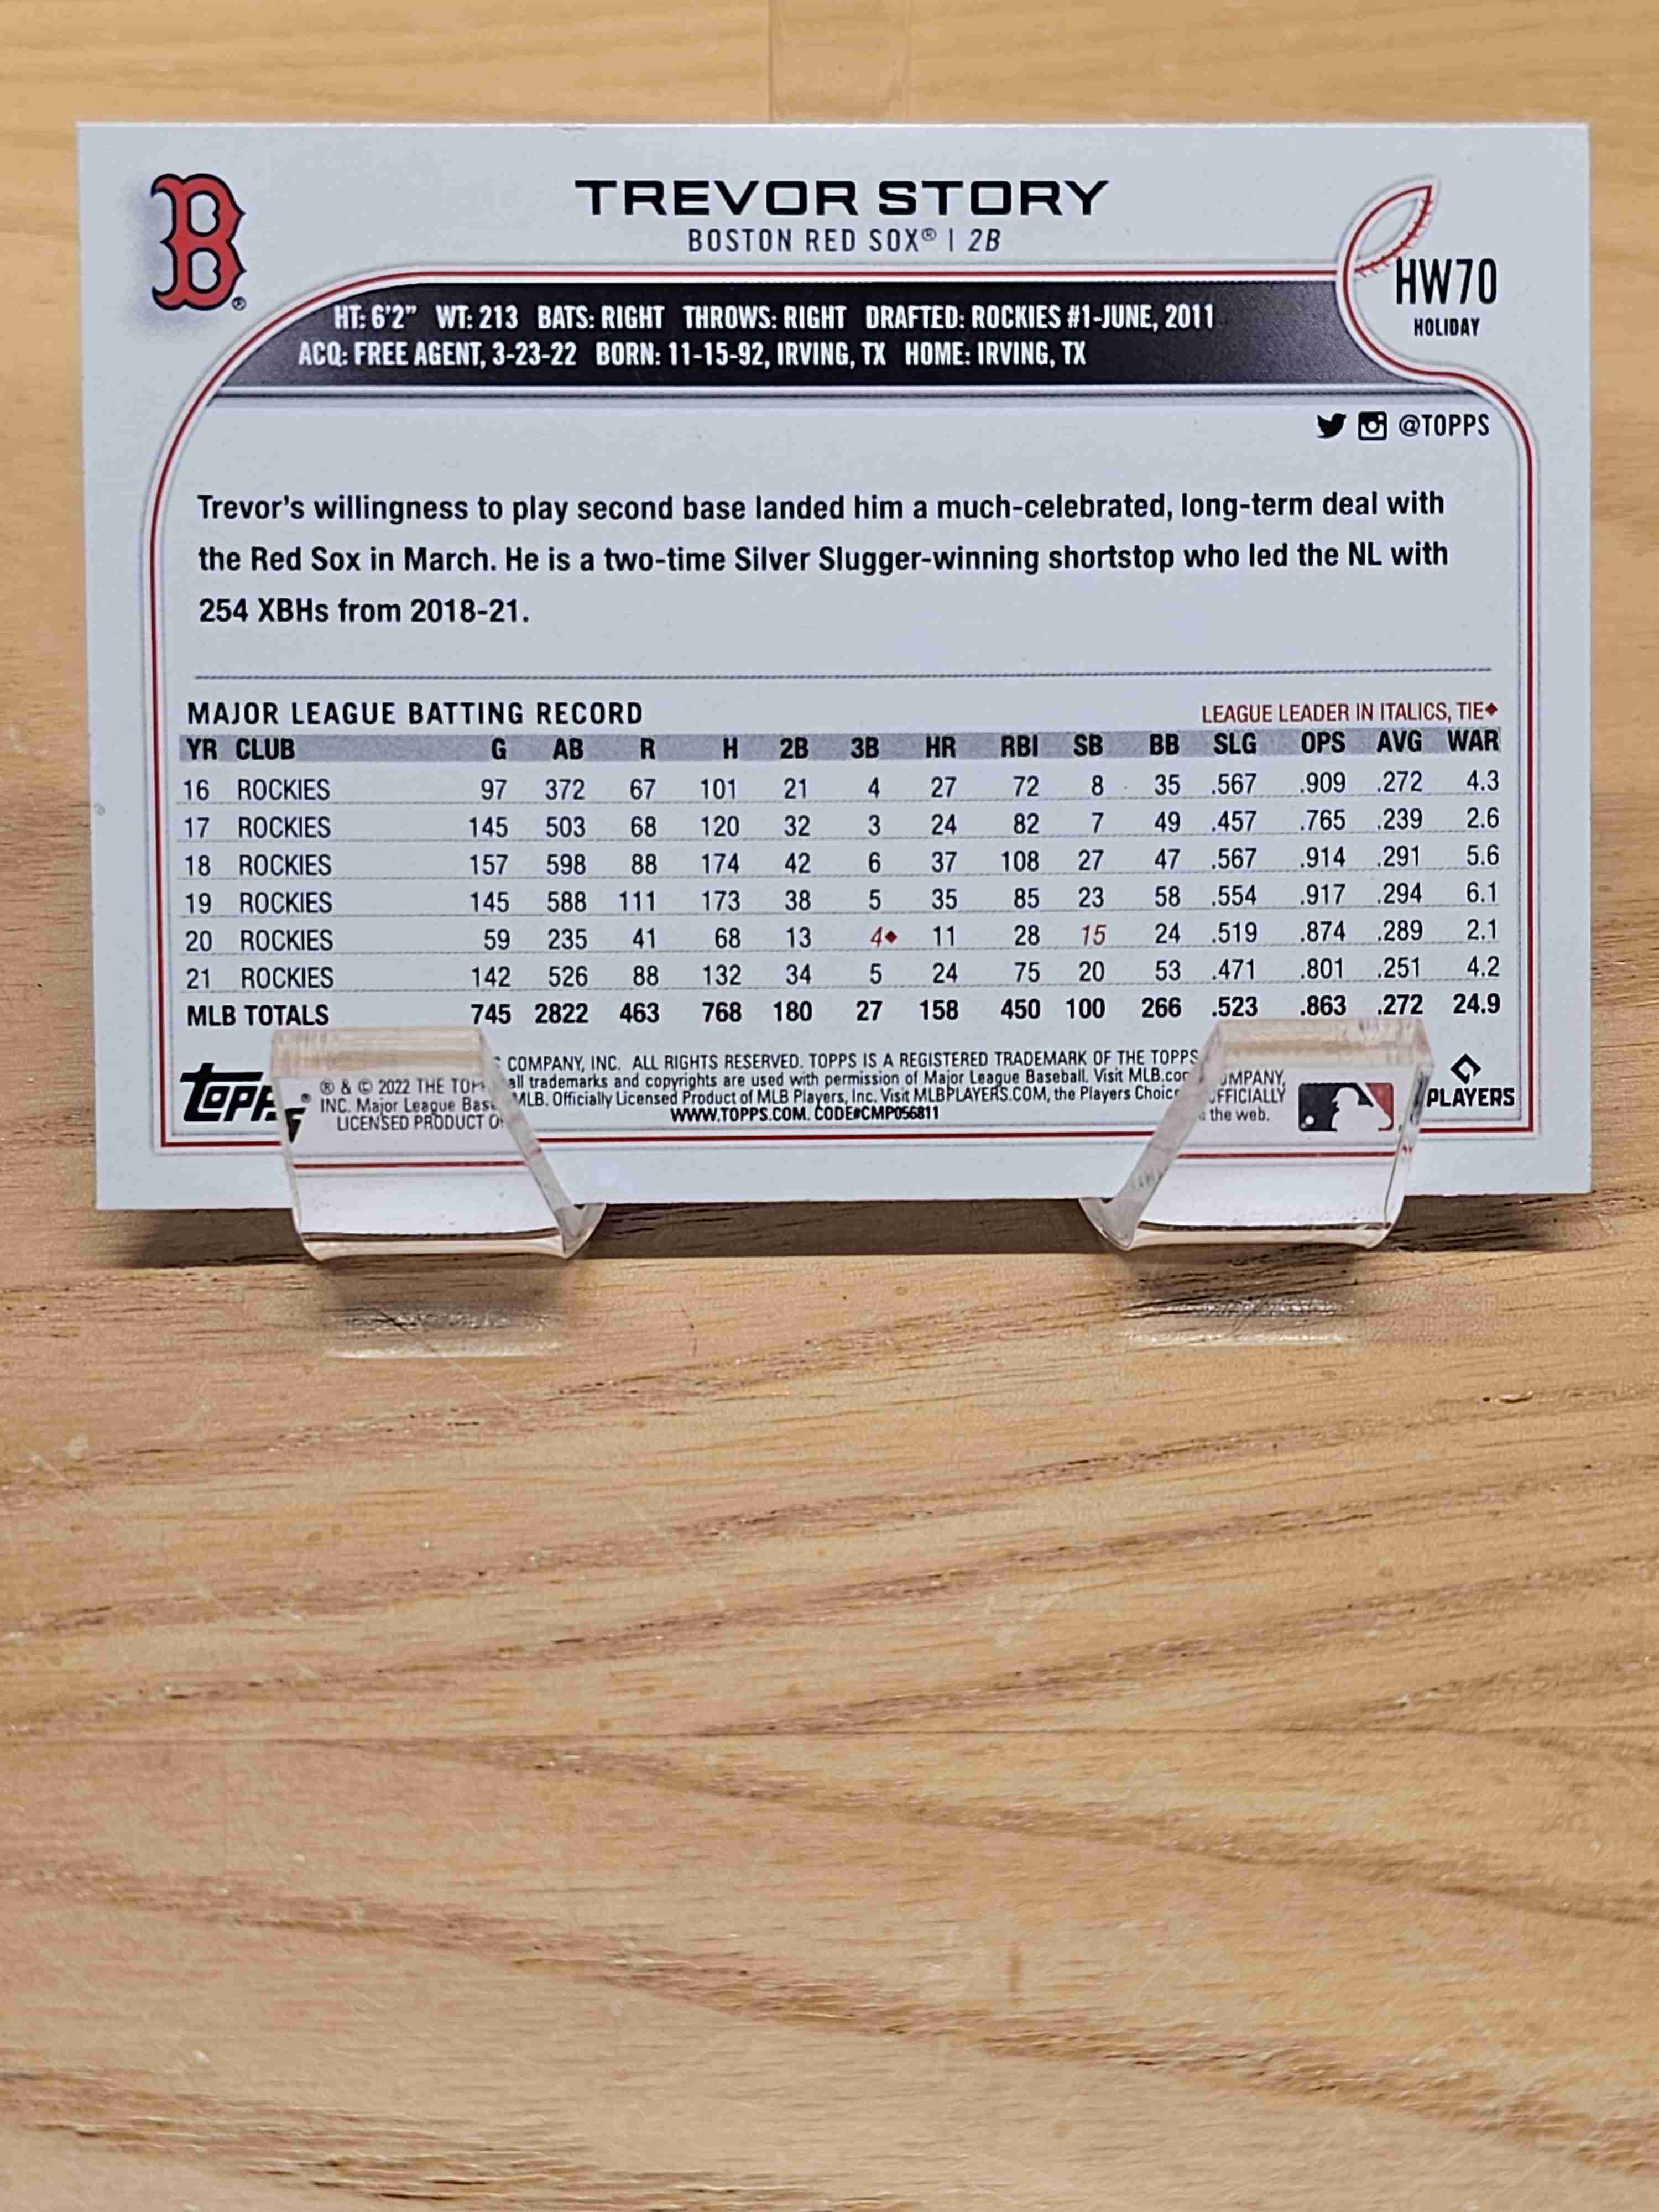 B®
TREVOR STORY
BOSTON RED SOX® | 2B
HW70
HOLIDAY
HT: 6'2" WT: 213 BATS: RIGHT THROWS: RIGHT DRAFTED: ROCKIES #1-JUNE, 2011
ACQ: FREE AGENT, 3-23-22 BORN: 11-15-92, IRVING, TX HOME: IRVING, TX
@TOPPS
Trevor's willingness to play second base landed him a much-celebrated, long-term deal with
the Red Sox in March. He is a two-time Silver Slugger-winning shortstop who led the NL with
254 XBHs from 2018-21.
MAJOR LEAGUE BATTING RECORD LEAGUE LEADER IN ITALICS, TIE◆
YR CLUB G AB R H 2B 3B HR RBI SB BB SLG OPS AVG WAR
16 ROCKIES 97 372 67 101 21 4 27 72 8 35 .567 .909 .272 4.3
17 ROCKIES 145 503 68 120 32 3 24 82 7 49 .457 .765 .239 2.6
18 ROCKIES 157 598 88 174 42 6 37 108 27 47 .567 .914 .291 5.6
19 ROCKIES 145 588 111 173 38 5 35 85 23 58 .554 .917 .294 6.1
20 ROCKIES 59 235 41 68 13 4◆ 11 28 15 24 .519 .874 .289 2.1
21 ROCKIES 142 526 88 132 34 5 24 75 20 53 .471 .801 .251 4.2
MLB TOTALS 745 2822 463 768 180 27 158 450 100 266 .523 .863 .272 24.9
Topps
® & © 2022 THE COMPANY, INC. ALL RIGHTS RESERVED. TOPPS IS A REGISTERED TRADEMARK OF THE TOPPS
INC. Major League all trademarks and copyrights are used with permission of Major League Baseball. Visit
LICENSED PRODUCT MLB. Officially Licensed Product of MLB Players, Inc. Visit MLBPLAYERS.COM, the Players the web.
WWW.TOPPS.COM. CODE#CMP056811
PLAYERS